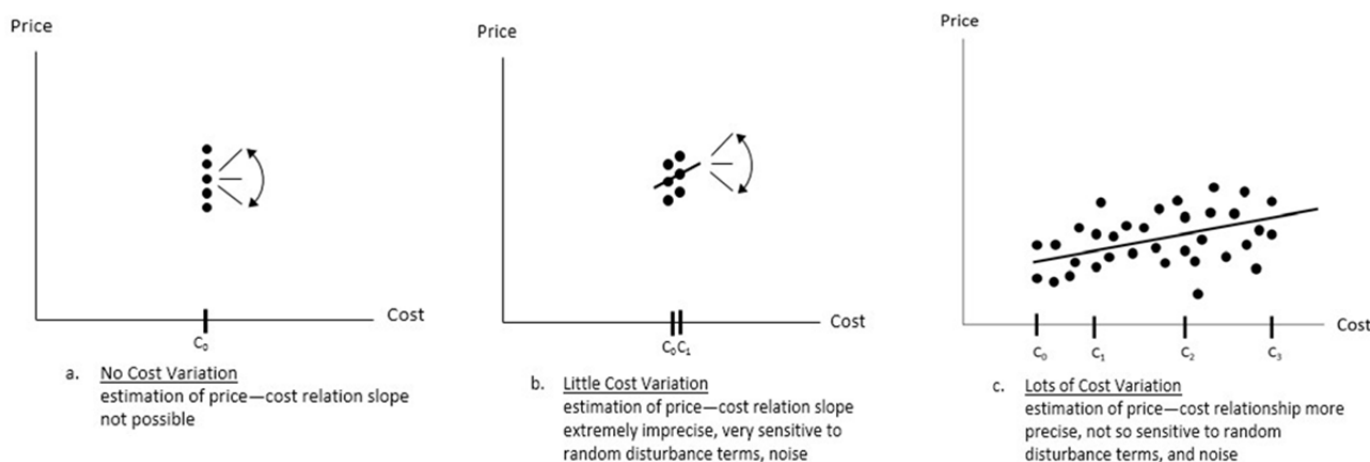 Price
Cost
C₀
a. No Cost Variation
estimation of price—cost relation slope
not possible
Price
Cost
C₀C₁
b. Little Cost Variation
estimation of price—cost relation slope
extremely imprecise, very sensitive to
random disturbance terms, noise
Price
Cost
C₀ C₁ C₂ C₃
c. Lots of Cost Variation
estimation of price—cost relationship more
precise, not so sensitive to random
disturbance terms, and noise